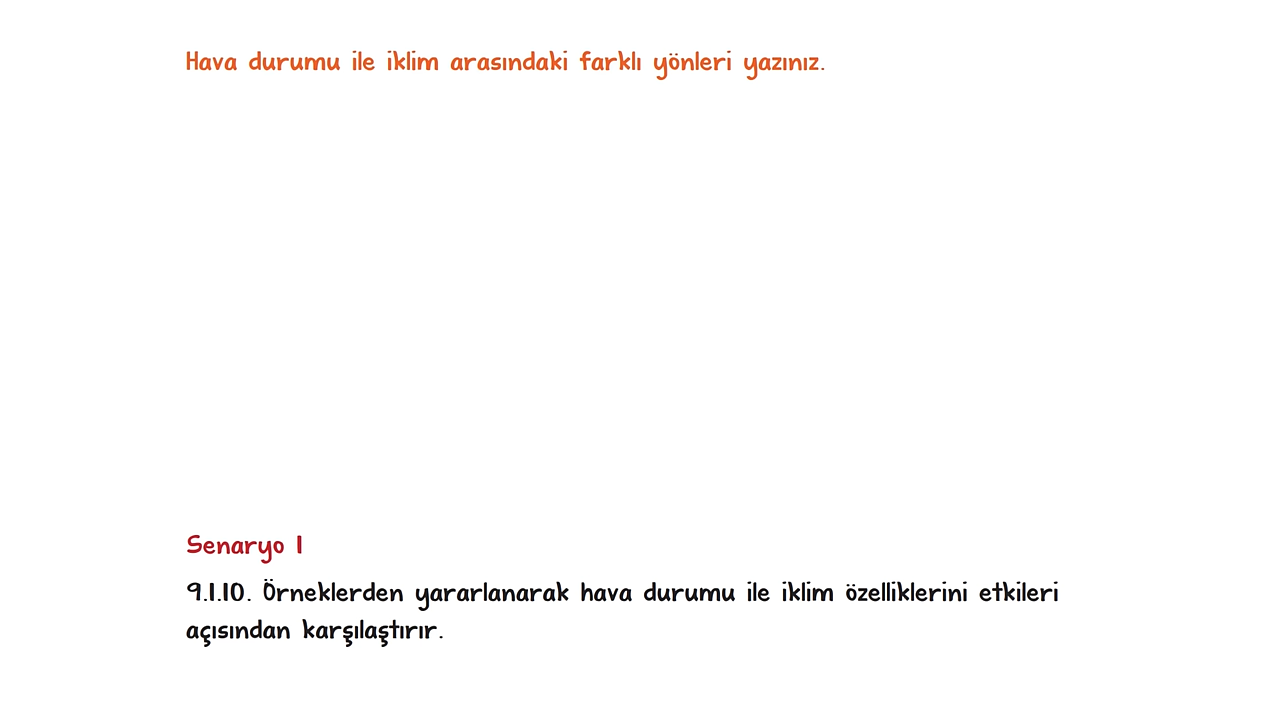 Hava durumu ile iklim arasındaki farklı yönleri yazınız.
Senaryo 1
9.1.10. Örneklerden yararlanarak hava durumu ile iklim özelliklerini etkileri
açısından karşılaştırır.